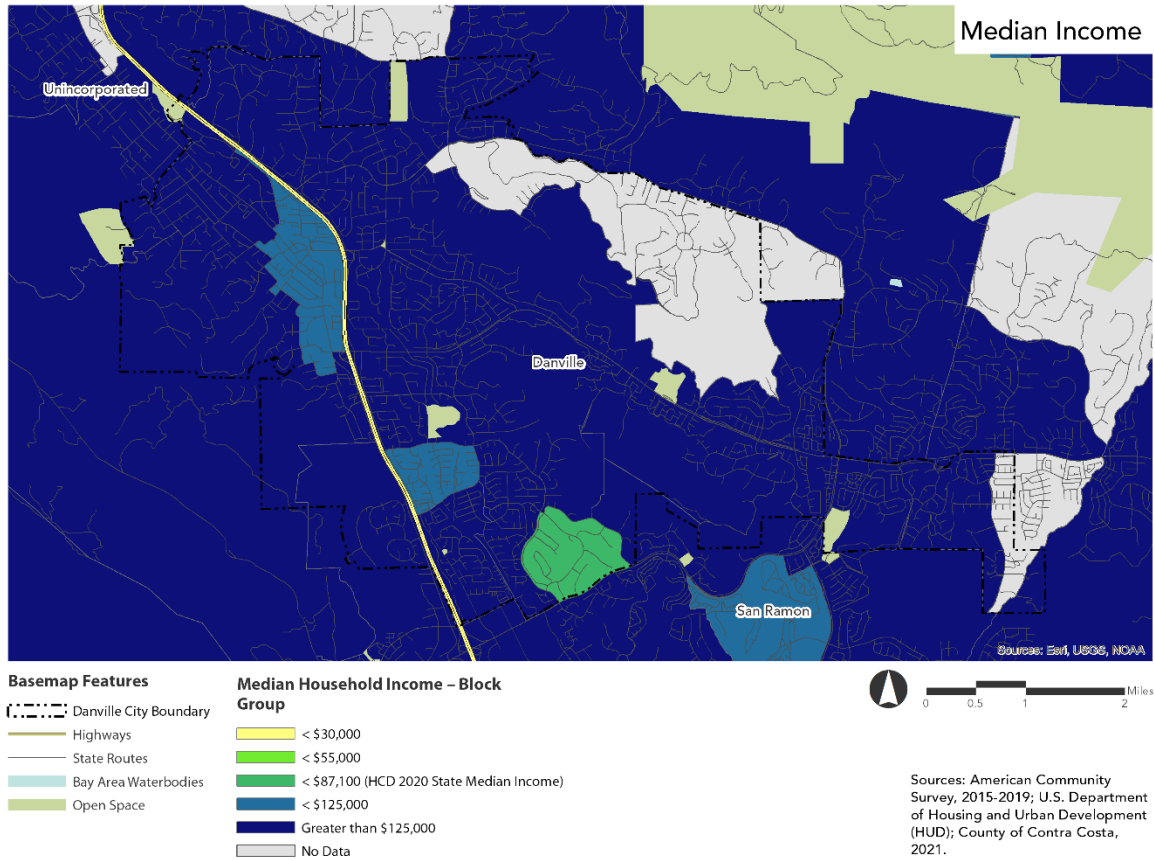 Median Income
Unincorporated
Danville
San Ramon
Sources: Esri, USGS, NOAA
Basemap Features
Danville City Boundary
Highways
State Routes
Bay Area Waterbodies
Open Space
Median Household Income – Block
Group
< $30,000
< $55,000
< $87,100 (HCD 2020 State Median Income)
< $125,000
Greater than $125,000
No Data
Miles
0 0.5 1 2
Sources: American Community
Survey, 2015-2019; U.S. Department
of Housing and Urban Development
(HUD); County of Contra Costa,
2021.